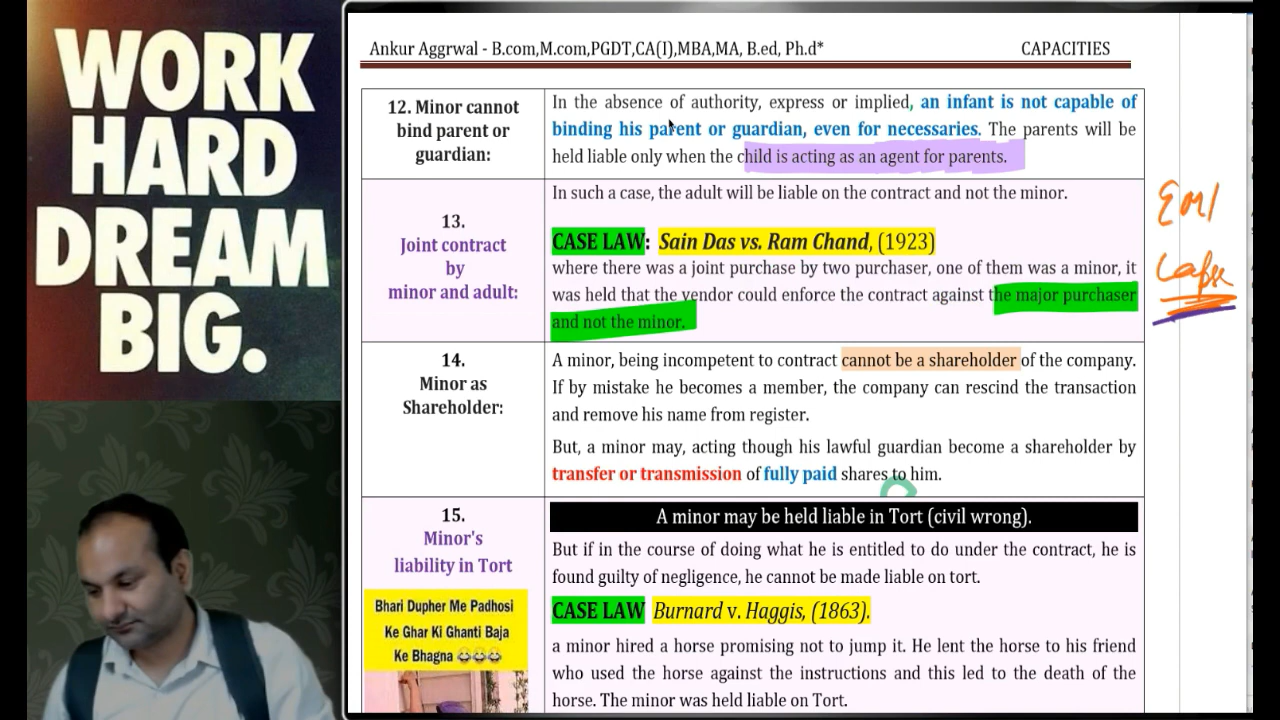 WORK
HARD
DREAM
BIG.
Ankur Aggrwal - B.com,M.com,PGDT,CA(I),MBA,MA, B.ed, Ph.d*
CAPACITIES
12. Minor cannot
bind parent or
guardian:
In the absence of authority, express or implied, an infant is not capable of
binding his parent or guardian, even for necessaries. The parents will be
held liable only when the child is acting as an agent for parents.
13.
Joint contract
by
minor and adult:
In such a case, the adult will be liable on the contract and not the minor.
CASE LAW: Sain Das vs. Ram Chand, (1923)
where there was a joint purchase by two purchaser, one of them was a minor, it
was held that the vendor could enforce the contract against the major purchaser
and not the minor.
14.
Minor as
Shareholder:
A minor, being incompetent to contract cannot be a shareholder of the company.
If by mistake he becomes a member, the company can rescind the transaction
and remove his name from register.
But, a minor may, acting though his lawful guardian become a shareholder by
transfer or transmission of fully paid shares to him.
15.
Minor's
liability in Tort
Bhari Dupher Me Padhosi
Ke Ghar Ki Ghanti Baja
Ke Bhagna
A minor may be held liable in Tort (civil wrong).
But if in the course of doing what he is entitled to do under the contract, he is
found guilty of negligence, he cannot be made liable on tort.
CASE LAW Burnard v. Haggis, (1863).
a minor hired a horse promising not to jump it. He lent the horse to his friend
who used the horse against the instructions and this led to the death of the
horse. The minor was held liable on Tort.